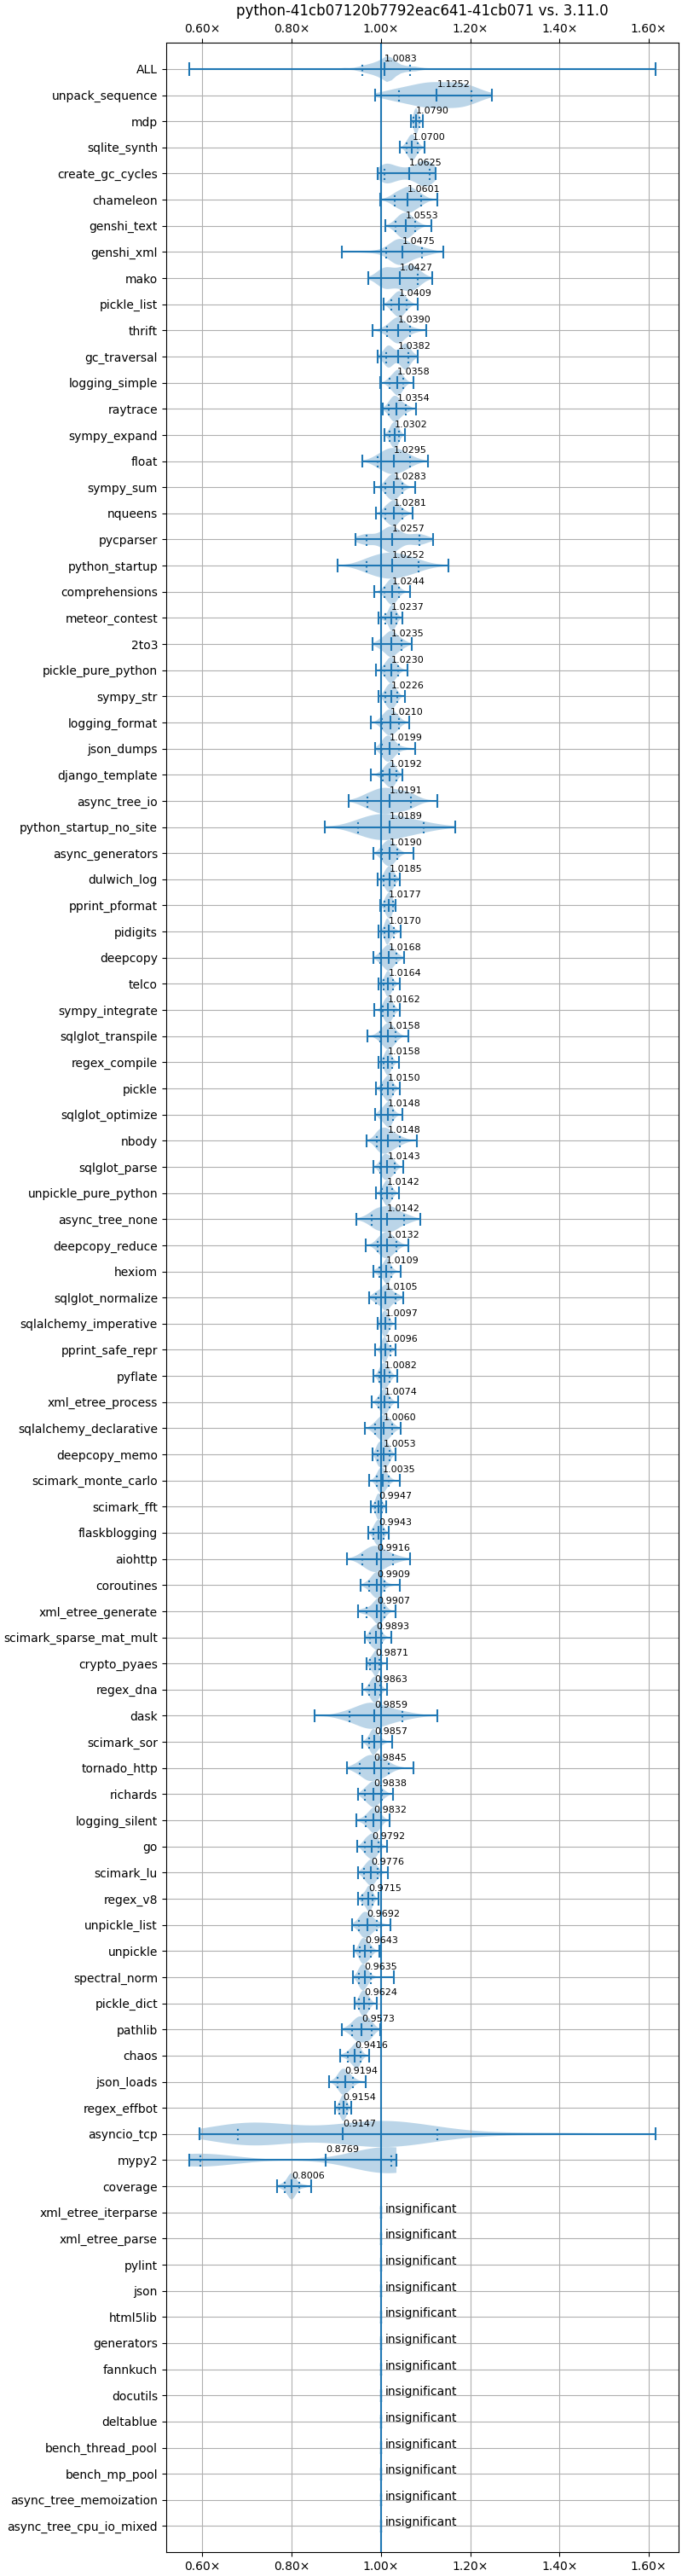 python-41cb07120b7792eac641-41cb071 vs. 3.11.0
0.60× 0.80× 1.00× 1.20× 1.40× 1.60×
ALL 1.0083
unpack_sequence 1.1252
mdp 1.0790
sqlite_synth 1.0700
create_gc_cycles 1.0625
chameleon 1.0601
genshi_text 1.0553
genshi_xml 1.0475
mako 1.0427
pickle_list 1.0409
thrift 1.0390
gc_traversal 1.0382
logging_simple 1.0358
raytrace 1.0354
sympy_expand 1.0302
float 1.0295
sympy_sum 1.0283
nqueens 1.0281
pycparser 1.0257
python_startup 1.0252
comprehensions 1.0244
meteor_contest 1.0237
2to3 1.0235
pickle_pure_python 1.0230
sympy_str 1.0226
logging_format 1.0210
json_dumps 1.0199
django_template 1.0192
async_tree_io 1.0191
python_startup_no_site 1.0189
async_generators 1.0190
dulwich_log 1.0185
pprint_pformat 1.0177
pidigits 1.0170
deepcopy 1.0168
telco 1.0164
sympy_integrate 1.0162
sqlglot_transpile 1.0158
regex_compile 1.0158
pickle 1.0150
sqlglot_optimize 1.0148
nbody 1.0148
sqlglot_parse 1.0143
unpickle_pure_python 1.0142
async_tree_none 1.0142
deepcopy_reduce 1.0132
hexiom 1.0109
sqlglot_normalize 1.0105
sqlalchemy_imperative 1.0097
pprint_safe_repr 1.0096
pyflate 1.0082
xml_etree_process 1.0074
sqlalchemy_declarative 1.0060
deepcopy_memo 1.0053
scimark_monte_carlo 1.0035
scimark_fft 0.9947
flaskblogging 0.9943
aiohttp 0.9916
coroutines 0.9909
xml_etree_generate 0.9907
scimark_sparse_mat_mult 0.9893
crypto_pyaes 0.9871
regex_dna 0.9863
dask 0.9859
scimark_sor 0.9857
tornado_http 0.9845
richards 0.9838
logging_silent 0.9832
go 0.9792
scimark_lu 0.9776
regex_v8 0.9715
unpickle_list 0.9692
unpickle 0.9643
spectral_norm 0.9635
pickle_dict 0.9624
pathlib 0.9573
chaos 0.9416
json_loads 0.9194
regex_effbot 0.9154
asyncio_tcp 0.9147
mypy2 0.8769
coverage 0.8006
xml_etree_iterparse insignificant
xml_etree_parse insignificant
pylint insignificant
json insignificant
html5lib insignificant
generators insignificant
fannkuch insignificant
docutils insignificant
deltablue insignificant
bench_thread_pool insignificant
bench_mp_pool insignificant
async_tree_memoization insignificant
async_tree_cpu_io_mixed insignificant
0.60× 0.80× 1.00× 1.20× 1.40× 1.60×